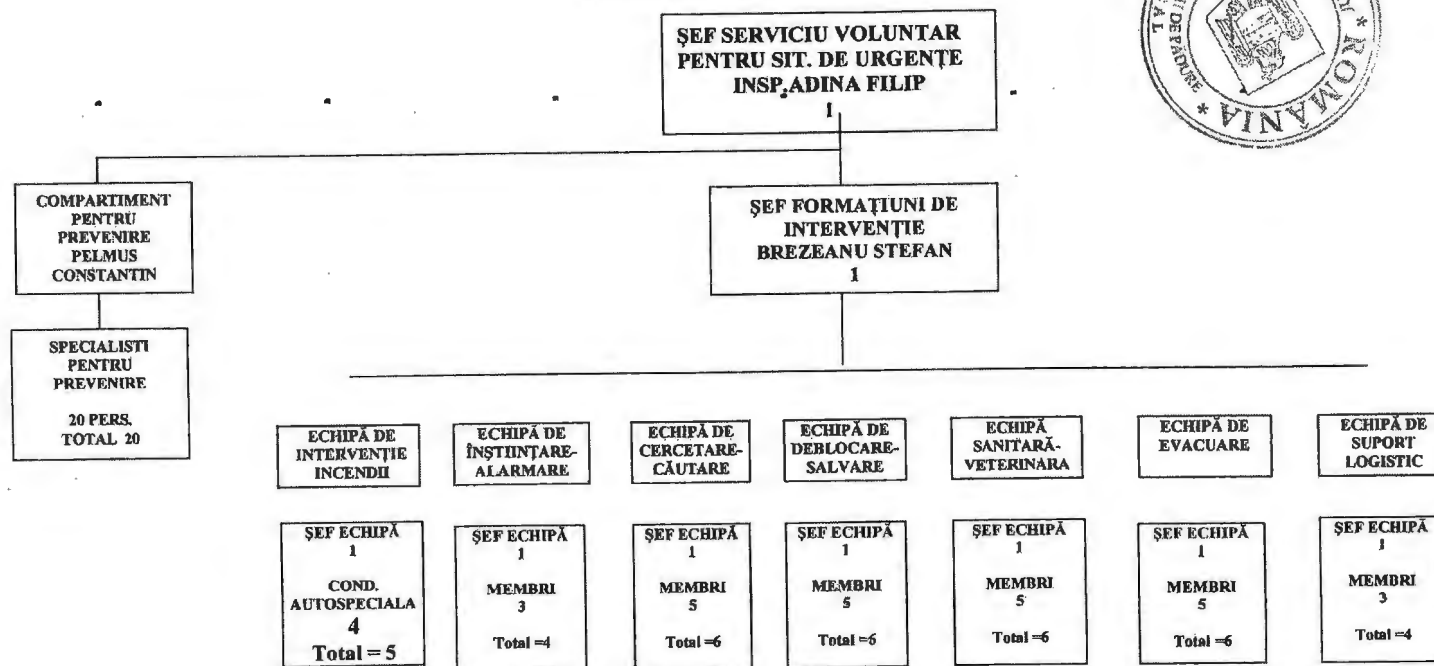 ŞEF SERVICIU VOLUNTAR
PENTRU SIT. DE URGENŢE
INSP.ADINA FILIP
1
* ROMÂNIA *
DE PADURE
COMPARTIMENT
PENTRU
PREVENIRE
PELMUS
CONSTANTIN
ŞEF FORMAŢIUNI DE
INTERVENŢIE
BREZEANU STEFAN
1
SPECIALISTI
PENTRU
PREVENIRE
20 PERS.
TOTAL 20
ECHIPĂ DE
INTERVENŢIE
INCENDII
ECHIPĂ DE
ÎNŞTIINŢARE-
ALARMARE
ECHIPĂ DE
CERCETARE-
CĂUTARE
ECHIPĂ DE
DEBLOCARE-
SALVARE
ECHIPĂ
SANITARĂ-
VETERINARA
ECHIPĂ DE
EVACUARE
ECHIPĂ DE
SUPORT
LOGISTIC
ŞEF ECHIPĂ
1
COND.
AUTOSPECIALA
4
Total = 5
ŞEF ECHIPĂ
1
MEMBRI
3
Total =4
ŞEF ECHIPĂ
1
MEMBRI
5
Total =6
ŞEF ECHIPĂ
1
MEMBRI
5
Total =6
ŞEF ECHIPĂ
1
MEMBRI
5
Total =6
ŞEF ECHIPĂ
1
MEMBRI
5
Total =6
ŞEF ECHIPĂ
1
MEMBRI
3
Total =4